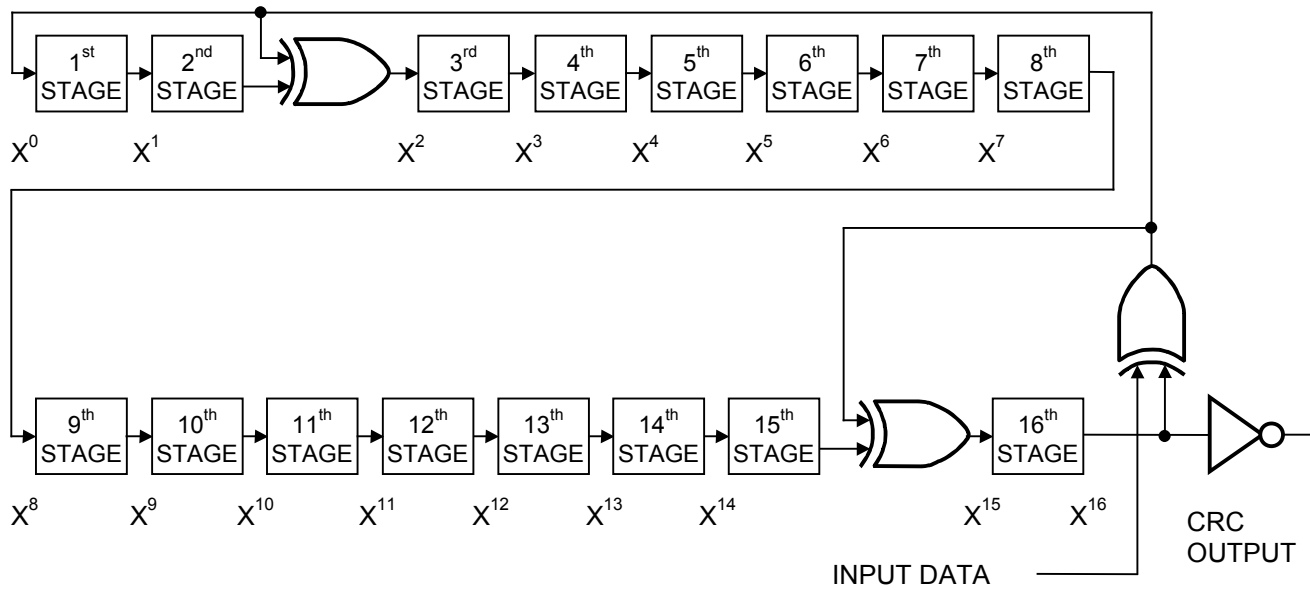 1st STAGE
2nd STAGE
3rd STAGE
4th STAGE
5th STAGE
6th STAGE
7th STAGE
8th STAGE
X0 X1 X2 X3 X4 X5 X6 X7
9th STAGE
10th STAGE
11th STAGE
12th STAGE
13th STAGE
14th STAGE
15th STAGE
16th STAGE
X8 X9 X10 X11 X12 X13 X14 X15 X16
CRC
OUTPUT
INPUT DATA